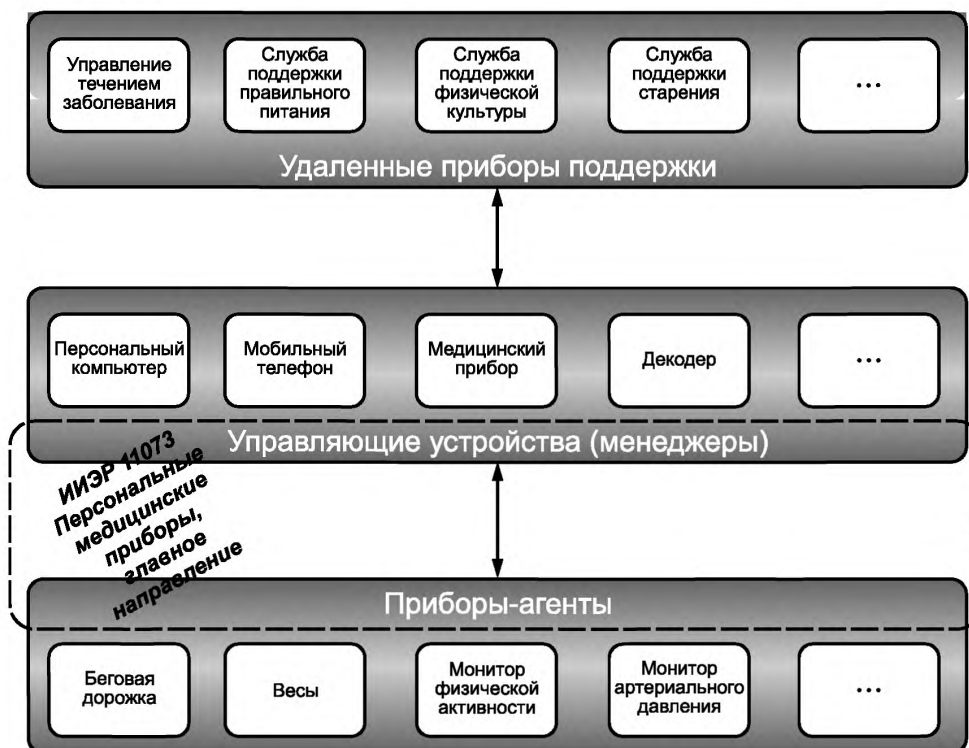 Управление
течением
заболевания
Служба
поддержки
правильного
питания
Служба
поддержки
физической
культуры
Служба
поддержки
старения
...
Удаленные приборы поддержки
Персональный
компьютер
Мобильный
телефон
Медицинский
прибор
Декодер
...
Управляющие устройства (менеджеры)
ИИЭР 11073
Персональные
медицинские
приборы,
главное
направление
Приборы-агенты
Беговая
дорожка
Весы
Монитор
физической
активности
Монитор
артериального
давления
...